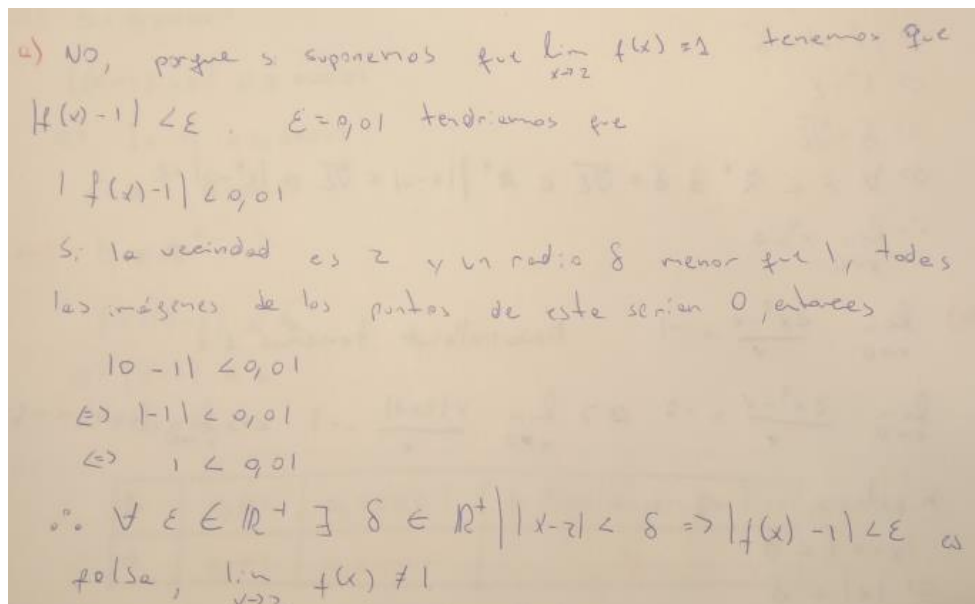 a) NO, porque si suponemos que lim x→2 f(x) = 1 tenemos que
|f(x)-1| < ε. ε = 0,01 tendríamos que
|f(x)-1| < 0,01
Si la vecindad es 2 y un radio δ menor que 1, todas
las imágenes de los puntos de este serían 0, entonces
|0-1| < 0,01
⇔ |-1| < 0,01
⇔ 1 < 0,01
∴ ∀ ε ∈ ℝ⁺ ∃ δ ∈ ℝ⁺ | |x-2| < δ => |f(x)-1| < ε es
falsa, lim x→2 f(x) ≠ 1